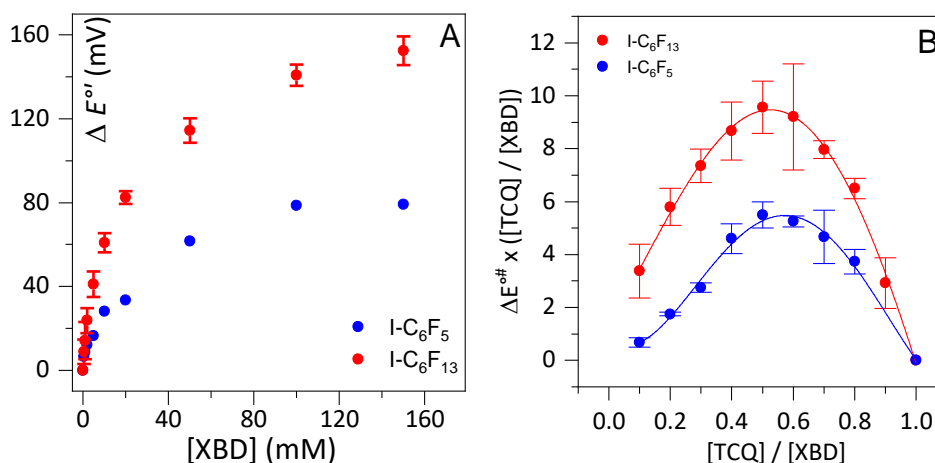 A
Δ E°' (mV)
160
120
80
40
0
I-C₆F₅
I-C₆F₁₃
0 40 80 120 160
[XBD] (mM)
B
I-C₆F₁₃
I-C₆F₅
ΔE°# x ([TCQ] / [XBD])
12
10
8
6
4
2
0
0.0 0.2 0.4 0.6 0.8 1.0
[TCQ] / [XBD]